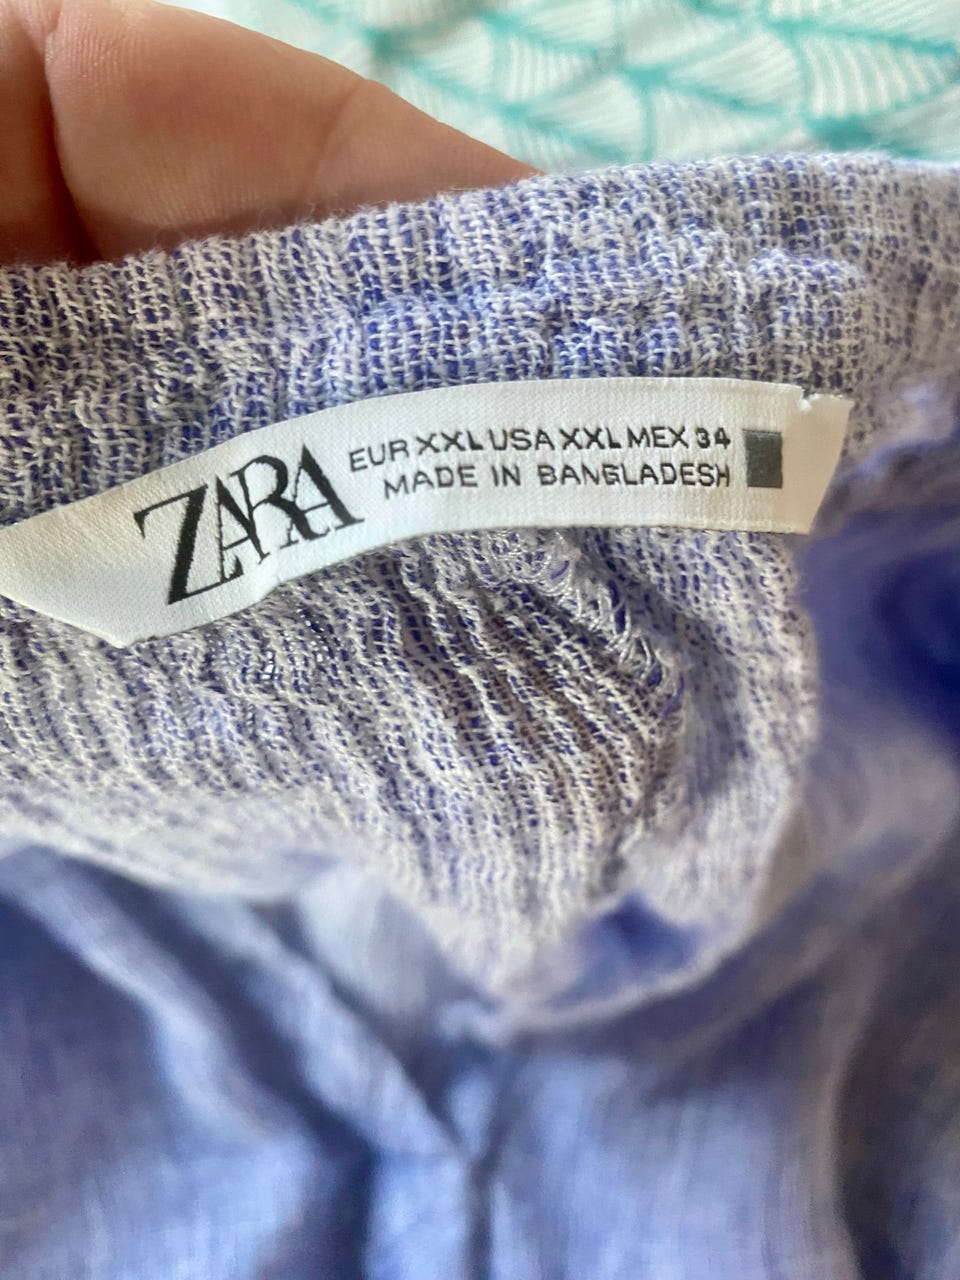 ZARA
EUR XXL USA XXL MEX 34
MADE IN BANGLADESH